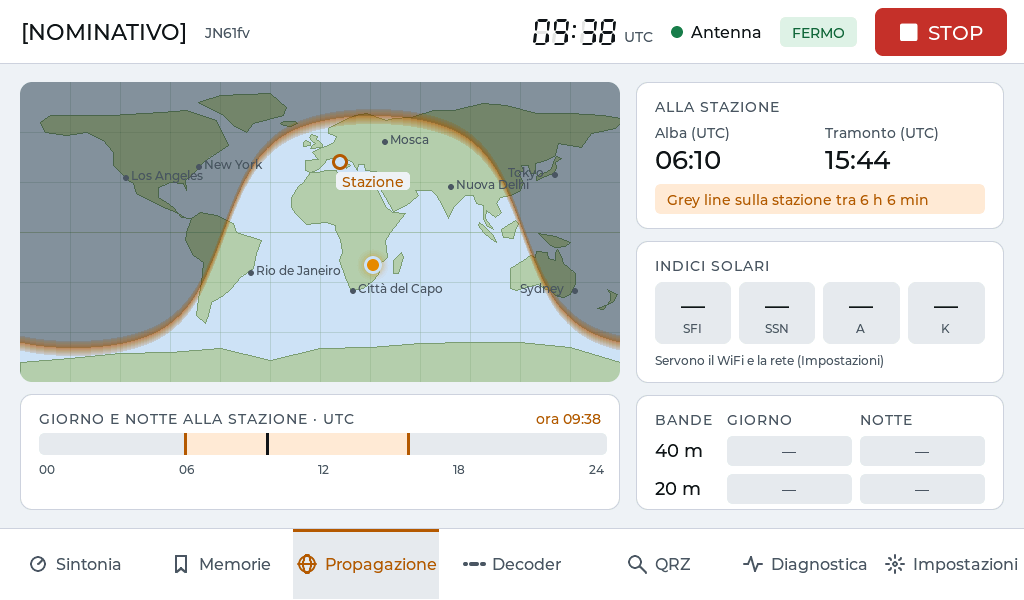 [NOMINATIVO] JN61fv 09:38 UTC Antenna FERMO STOP
Mosca
New York
Los Angeles
Tokyo
Nuova Delhi
Stazione
Rio de Janeiro
Città del Capo
Sydney
ALLA STAZIONE
Alba (UTC) Tramonto (UTC)
06:10 15:44
Grey line sulla stazione tra 6 h 6 min
INDICI SOLARI
— — — —
SFI SSN A K
Servono il WiFi e la rete (Impostazioni)
GIORNO E NOTTE ALLA STAZIONE · UTC ora 09:38
00 06 12 18 24
BANDE GIORNO NOTTE
40 m — —
20 m — —
Sintonia Memorie Propagazione Decoder QRZ Diagnostica Impostazioni